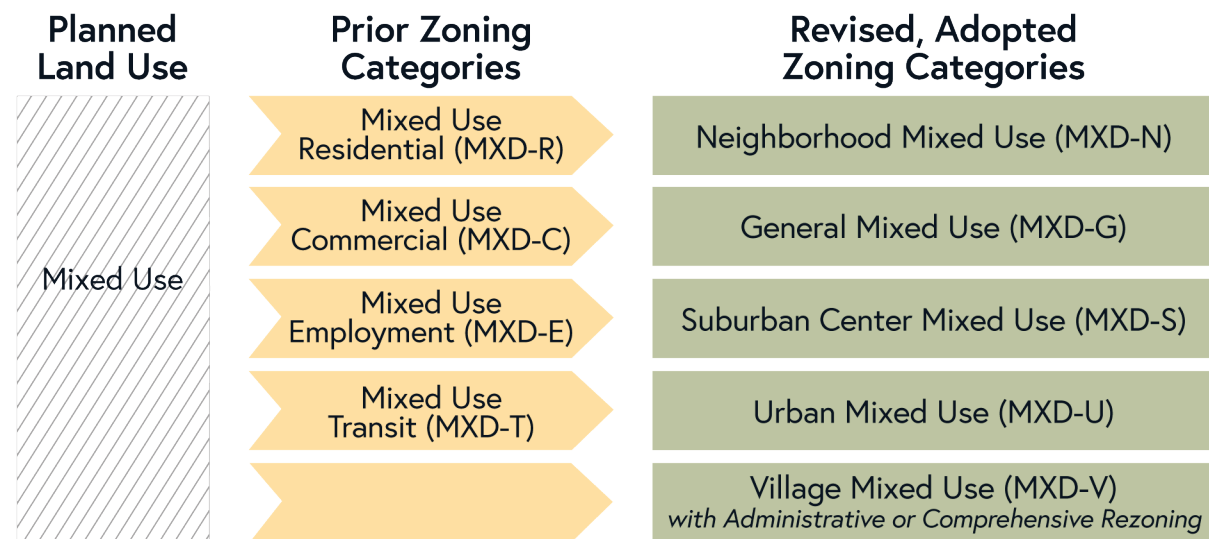 Planned
Land Use
Prior Zoning
Categories
Revised, Adopted
Zoning Categories
Mixed Use
Mixed Use
Residential (MXD-R)
Neighborhood Mixed Use (MXD-N)
Mixed Use
Commercial (MXD-C)
General Mixed Use (MXD-G)
Mixed Use
Employment (MXD-E)
Suburban Center Mixed Use (MXD-S)
Mixed Use
Transit (MXD-T)
Urban Mixed Use (MXD-U)
Village Mixed Use (MXD-V)
with Administrative or Comprehensive Rezoning